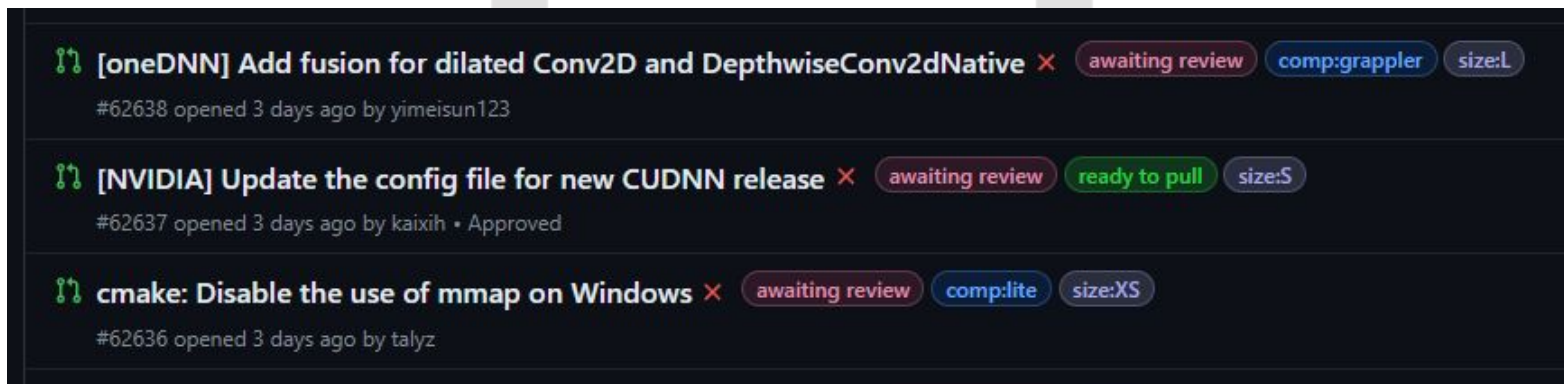 [oneDNN] Add fusion for dilated Conv2D and DepthwiseConv2dNative × awaiting review comp:grappler size:L
#62638 opened 3 days ago by yimeisun123
[NVIDIA] Update the config file for new CUDNN release × awaiting review ready to pull size:S
#62637 opened 3 days ago by kaixih • Approved
cmake: Disable the use of mmap on Windows × awaiting review comp:lite size:XS
#62636 opened 3 days ago by talyz